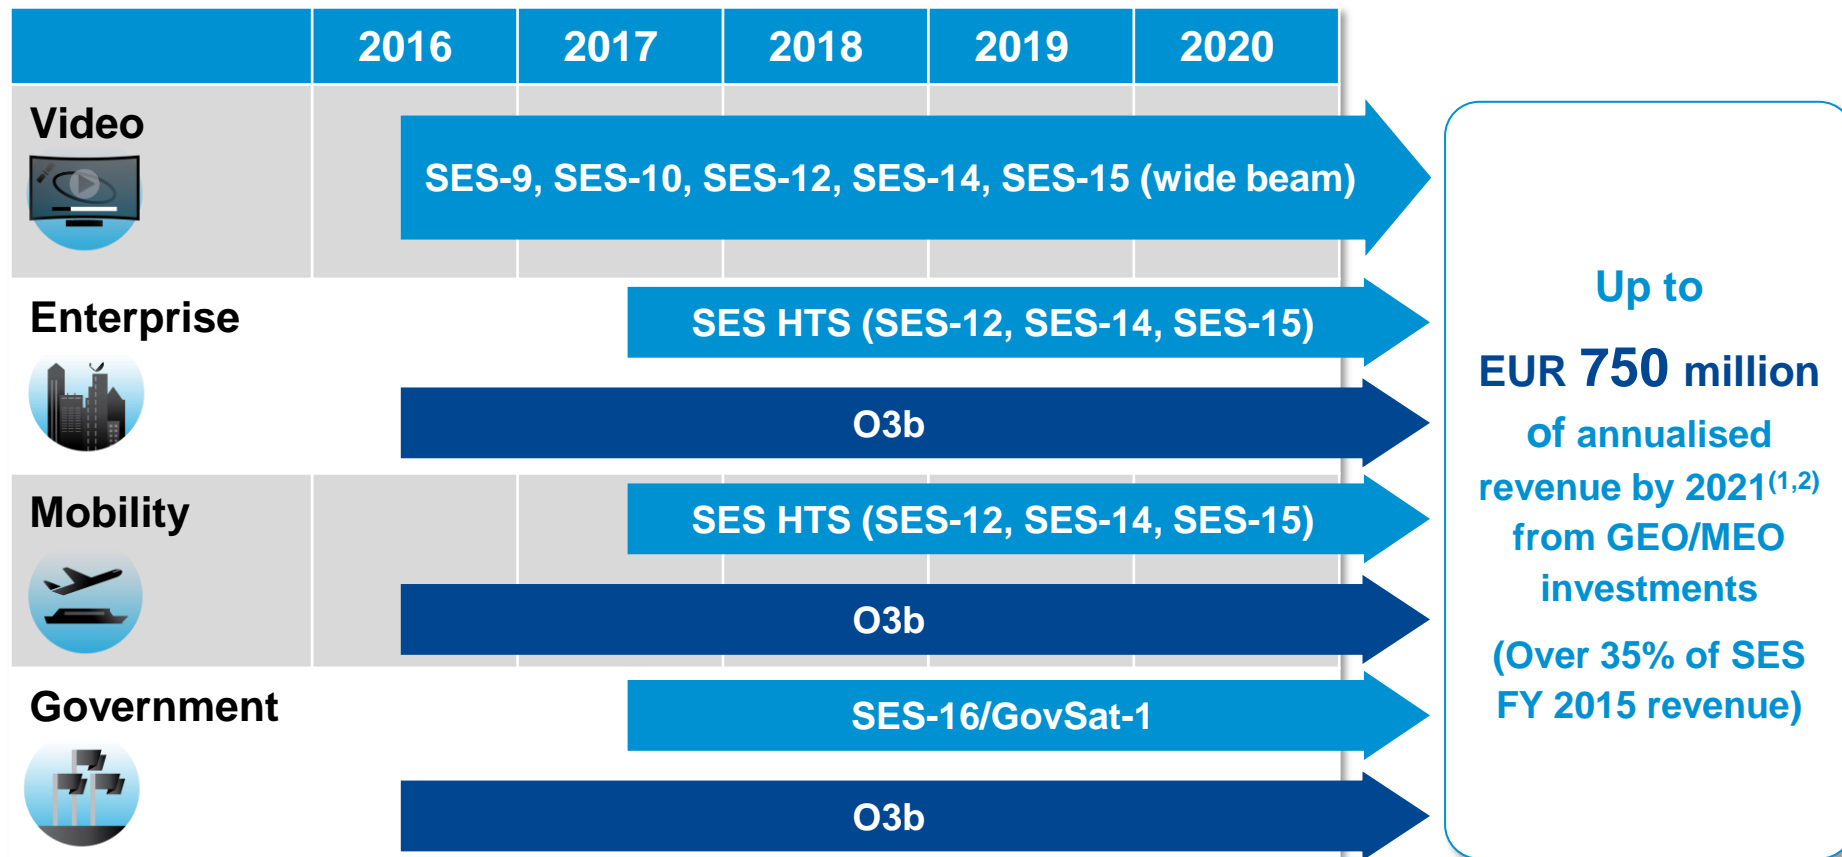 2016 2017 2018 2019 2020
Video
SES-9, SES-10, SES-12, SES-14, SES-15 (wide beam)
Enterprise
SES HTS (SES-12, SES-14, SES-15)
O3b
Mobility
SES HTS (SES-12, SES-14, SES-15)
O3b
Government
SES-16/GovSat-1
O3b
Up to
EUR 750 million
of annualised
revenue by 2021(1,2)
from GEO/MEO
investments
(Over 35% of SES
FY 2015 revenue)